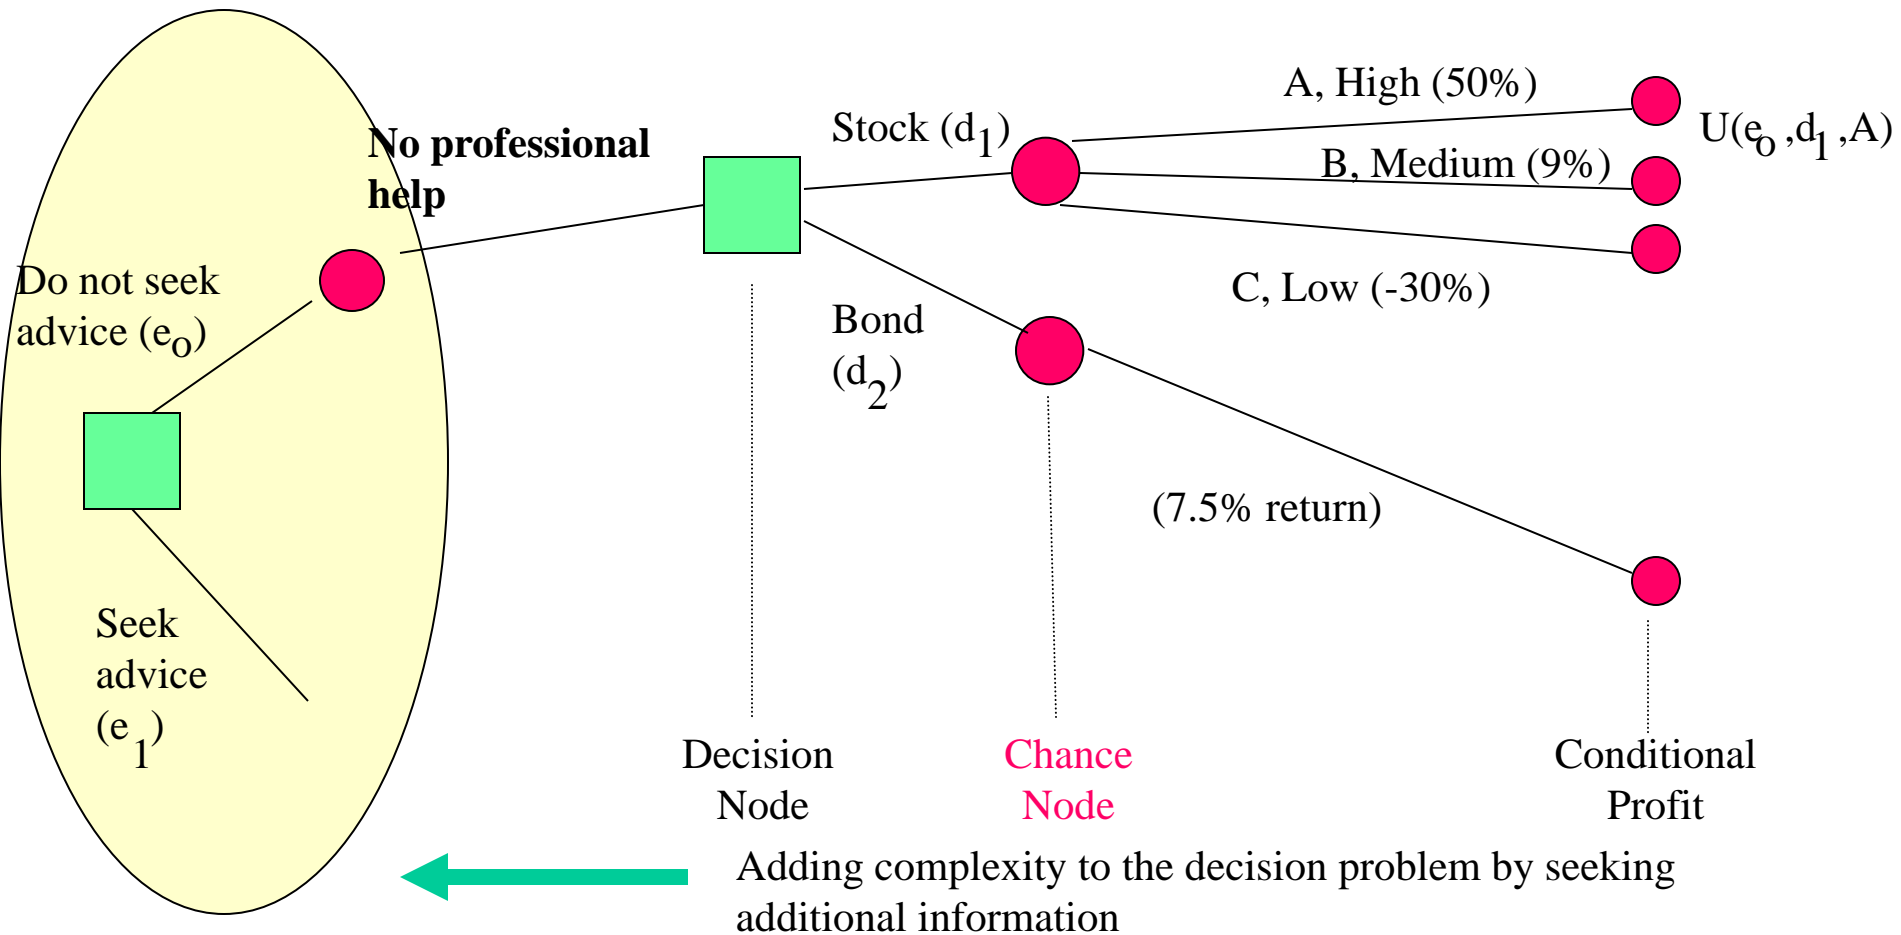 A, High (50%)
Stock (d1)
U(eo,d1,A)
No professional
help
B, Medium (9%)
Do not seek
advice (eo)
C, Low (-30%)
Bond
(d2)
(7.5% return)
Seek
advice
(e1)
Decision
Node
Chance
Node
Conditional
Profit
Adding complexity to the decision problem by seeking
additional information